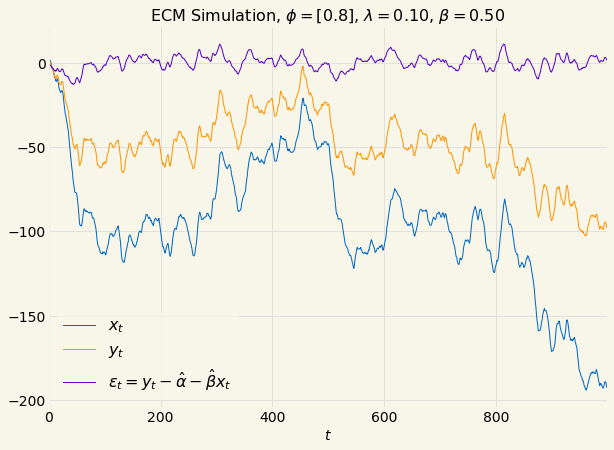 ECM Simulation, ϕ = [0.8], λ = 0.10, β = 0.50
0
−50
−100
−150
−200
x_t
y_t
ε_t = y_t − α̂ − β̂x_t
0 200 400 600 800
t